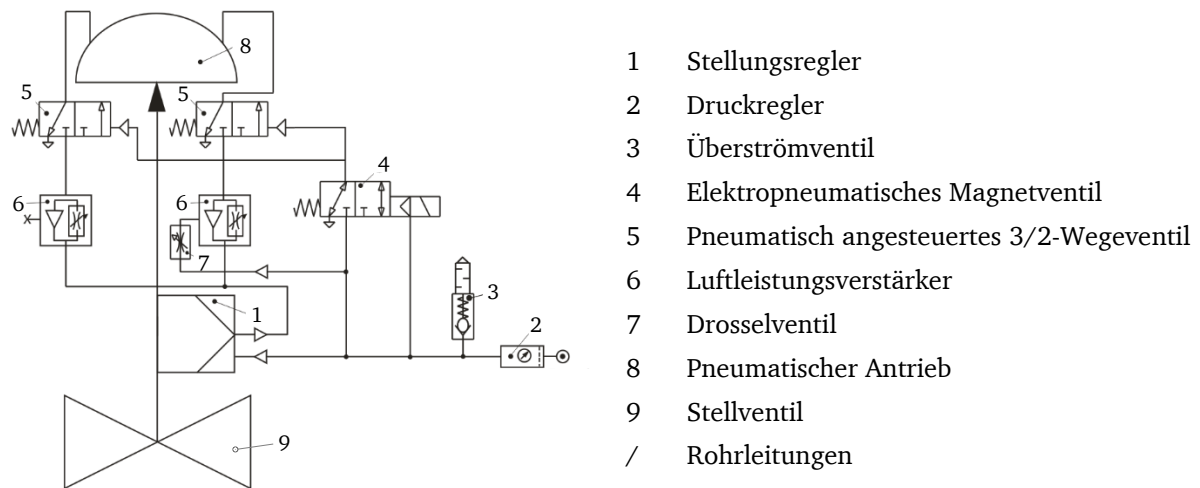 8
5
5
4
6
6
7
3
1
2
9
1 Stellungsregler
2 Druckregler
3 Überströmventil
4 Elektropneumatisches Magnetventil
5 Pneumatisch angesteuertes 3/2-Wegeventil
6 Luftleistungsverstärker
7 Drosselventil
8 Pneumatischer Antrieb
9 Stellventil
/ Rohrleitungen